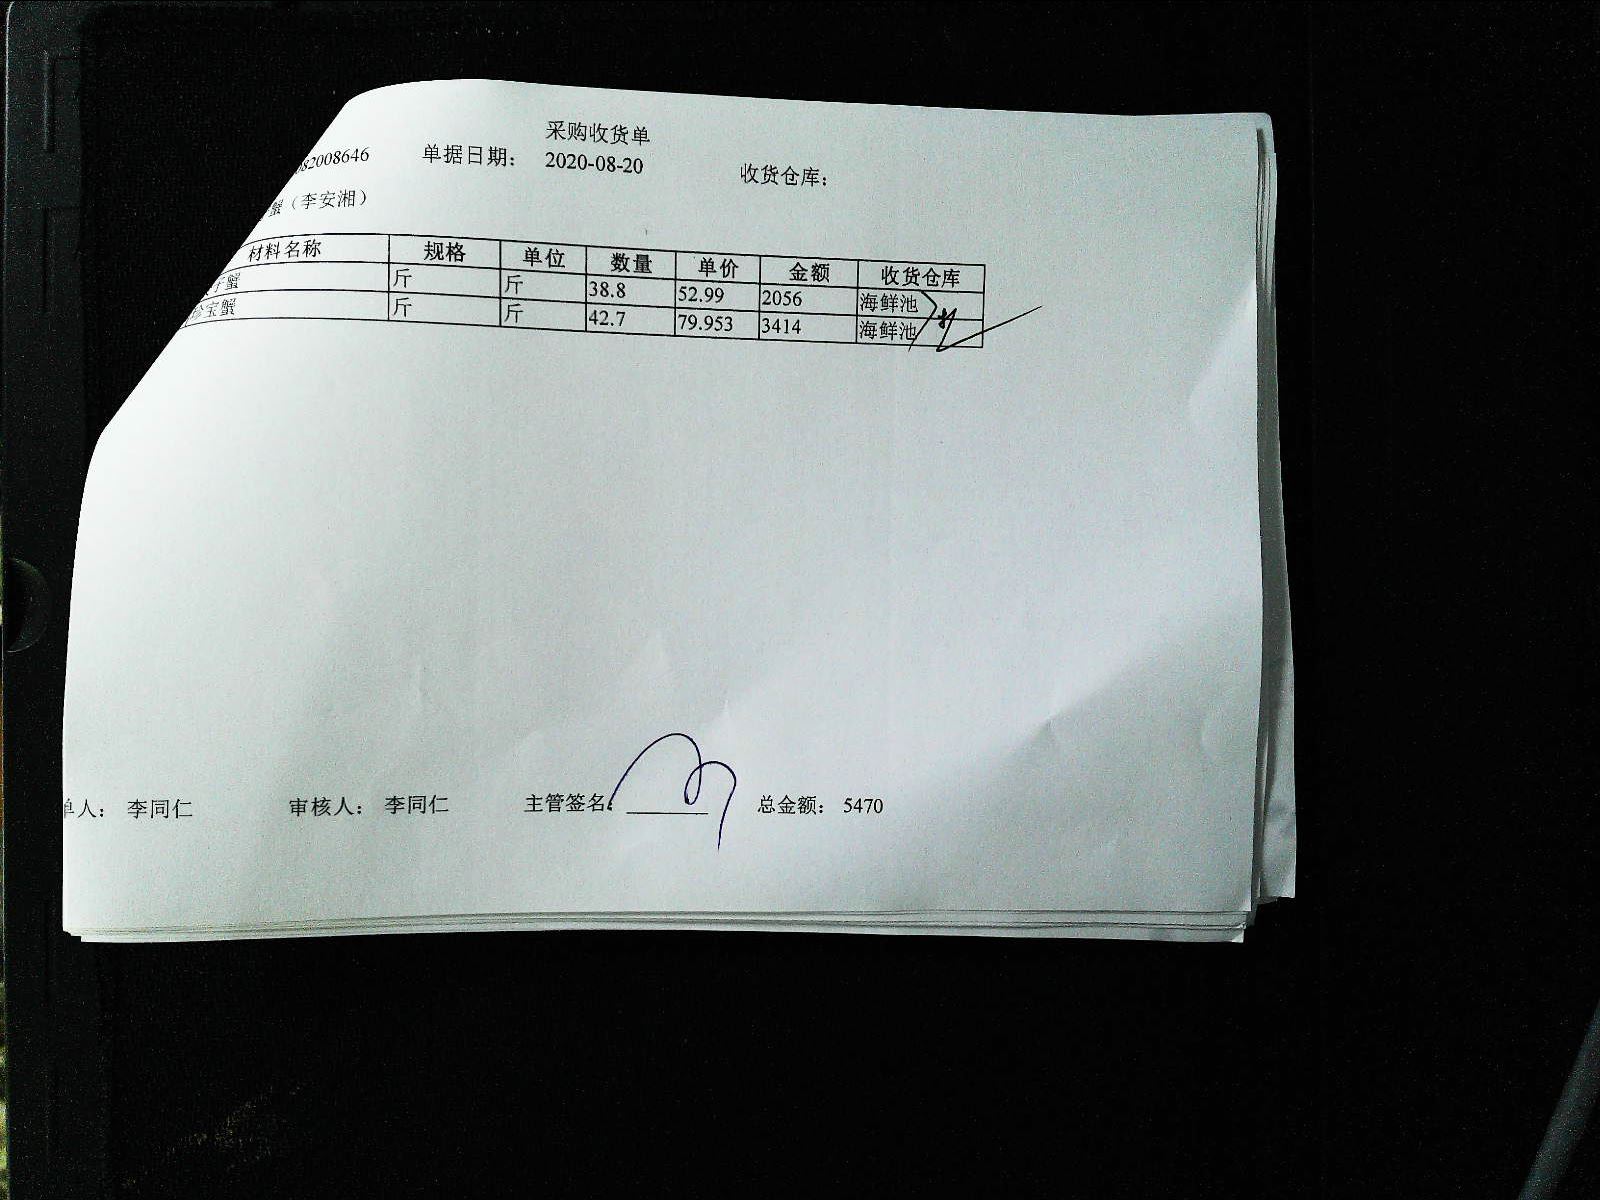 采购收货单
082008646 单据日期： 2020-08-20 收货仓库：
蟹（李安湘）
材料名称 规格 单位 数量 单价 金额 收货仓库
子蟹 斤 斤 38.8 52.99 2056 海鲜池
珍宝蟹 斤 斤 42.7 79.953 3414 海鲜池
单人： 李同仁 审核人： 李同仁 主管签名： 总金额： 5470